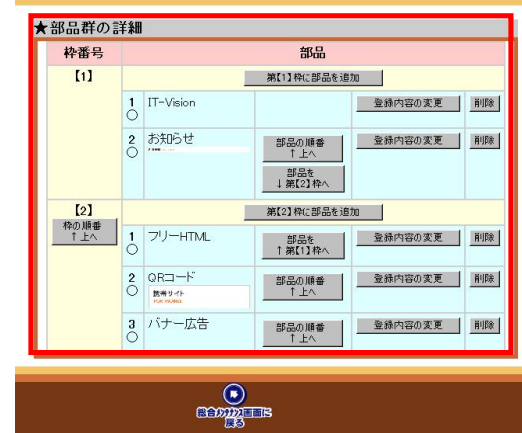 ★部品群の詳細
枠番号
部品
【1】
第【1】枠に部品を追加
1
IT-Vision
登録内容の変更
削除
○
2
お知らせ
部品の順番
↑上へ
登録内容の変更
削除
○
部品を
↓第【2】枠へ
【2】
枠の順番
↑上へ
第【2】枠に部品を追加
1
フリーHTML
部品を
↑第【1】枠へ
登録内容の変更
削除
○
2
QRコード
部品の順番
↑上へ
登録内容の変更
削除
○
携帯サイト
FOR MOBILE
3
バナー広告
部品の順番
↑上へ
登録内容の変更
削除
○
総合ﾒﾝﾃﾅﾝｽ画面に
戻る